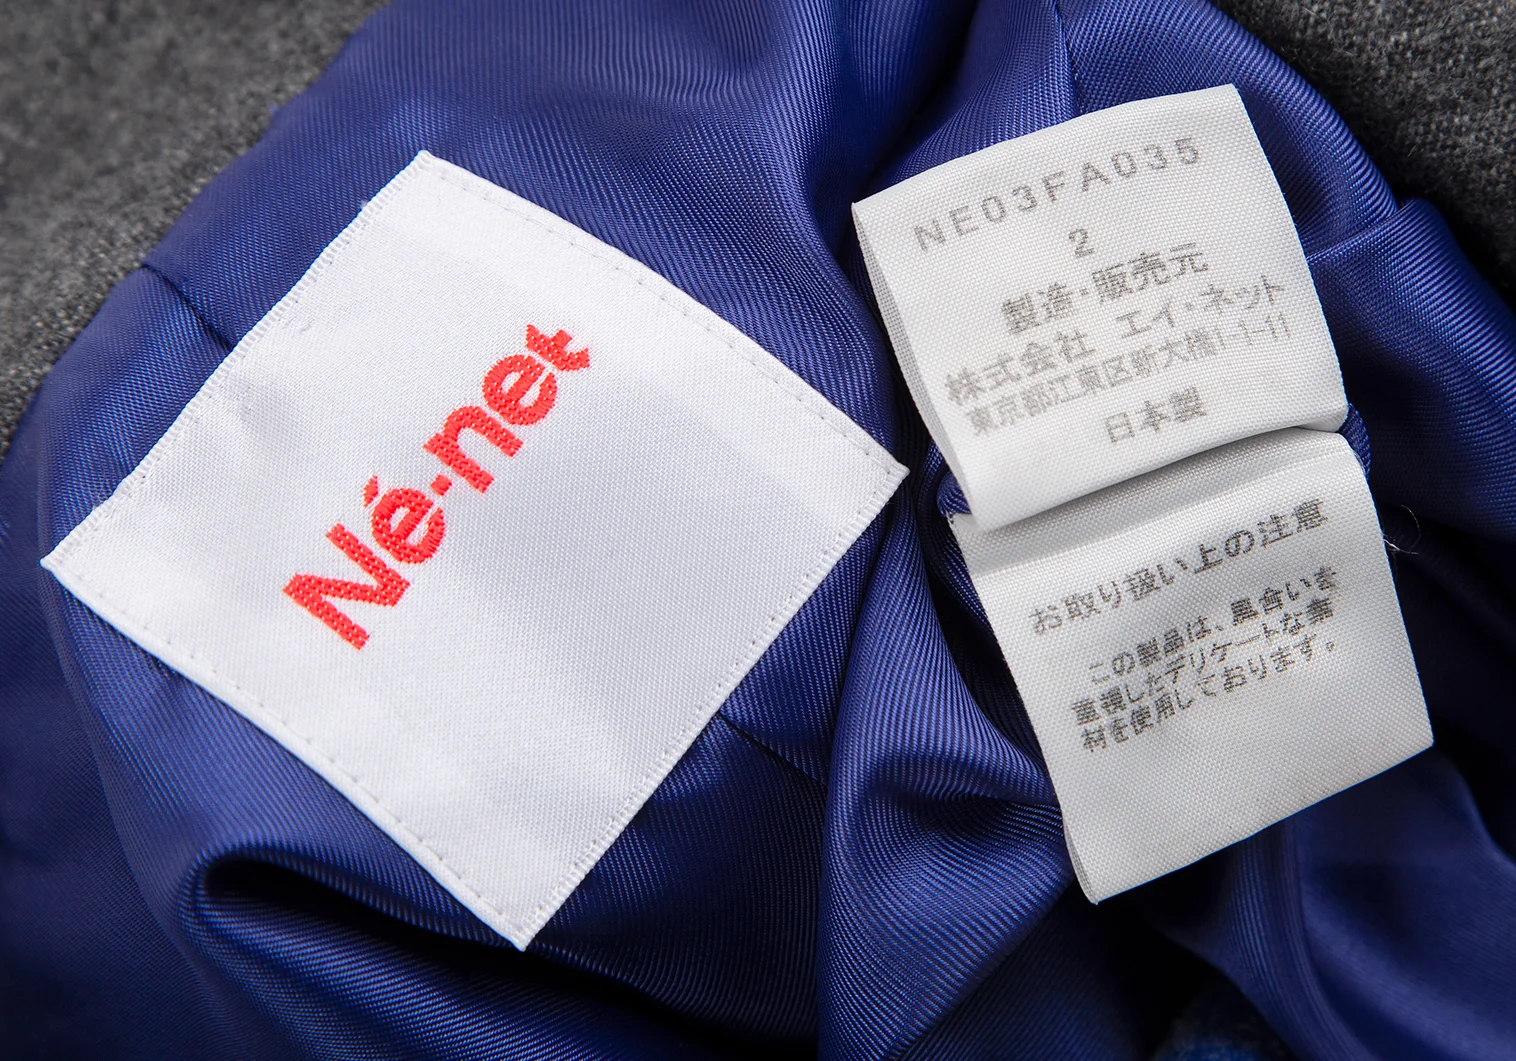 Né-net
NE03FA035
2
製造・販売元
株式会社 エイ・ネット
東京都江東区新大橋1-1-11
日本製
お取り扱い上の注意
この製品は、風合いを
重視したデリケートな素
材を使用しております。